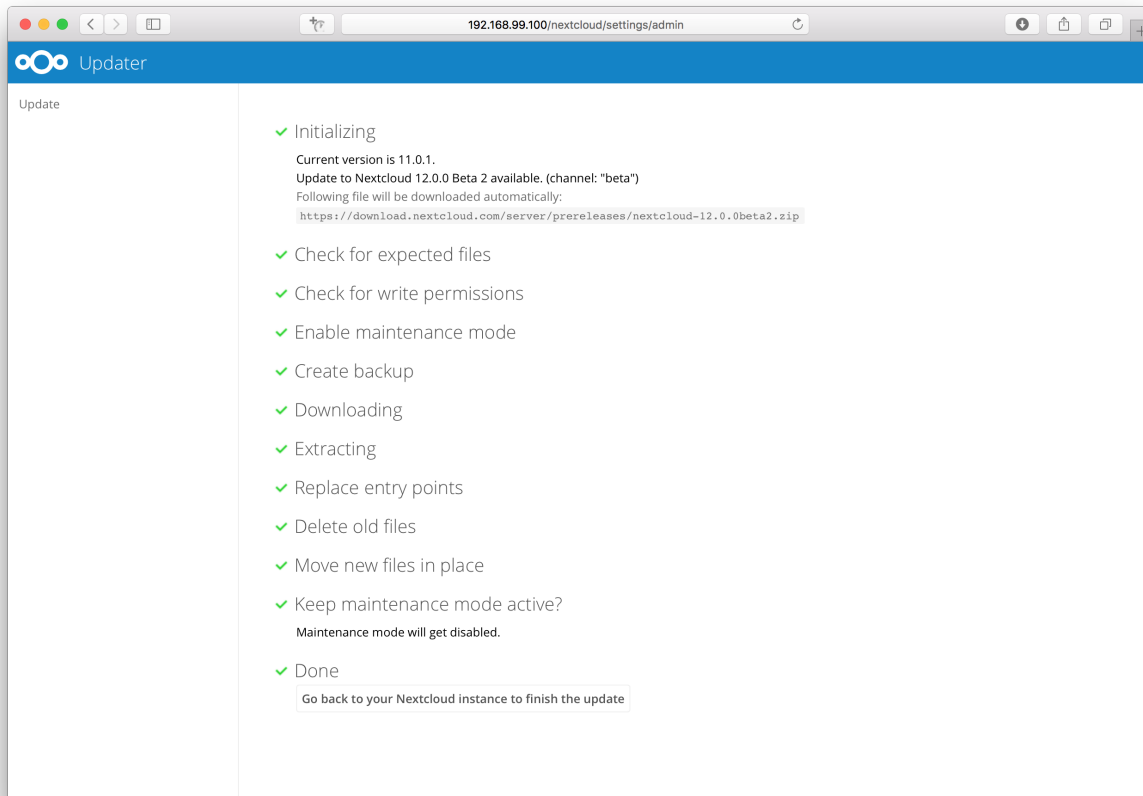 192.168.99.100/nextcloud/settings/admin
Updater
Update
Initializing
Current version is 11.0.1.
Update to Nextcloud 12.0.0 Beta 2 available. (channel: "beta")
Following file will be downloaded automatically:
https://download.nextcloud.com/server/prereleases/nextcloud-12.0.0beta2.zip
Check for expected files
Check for write permissions
Enable maintenance mode
Create backup
Downloading
Extracting
Replace entry points
Delete old files
Move new files in place
Keep maintenance mode active?
Maintenance mode will get disabled.
Done
Go back to your Nextcloud instance to finish the update